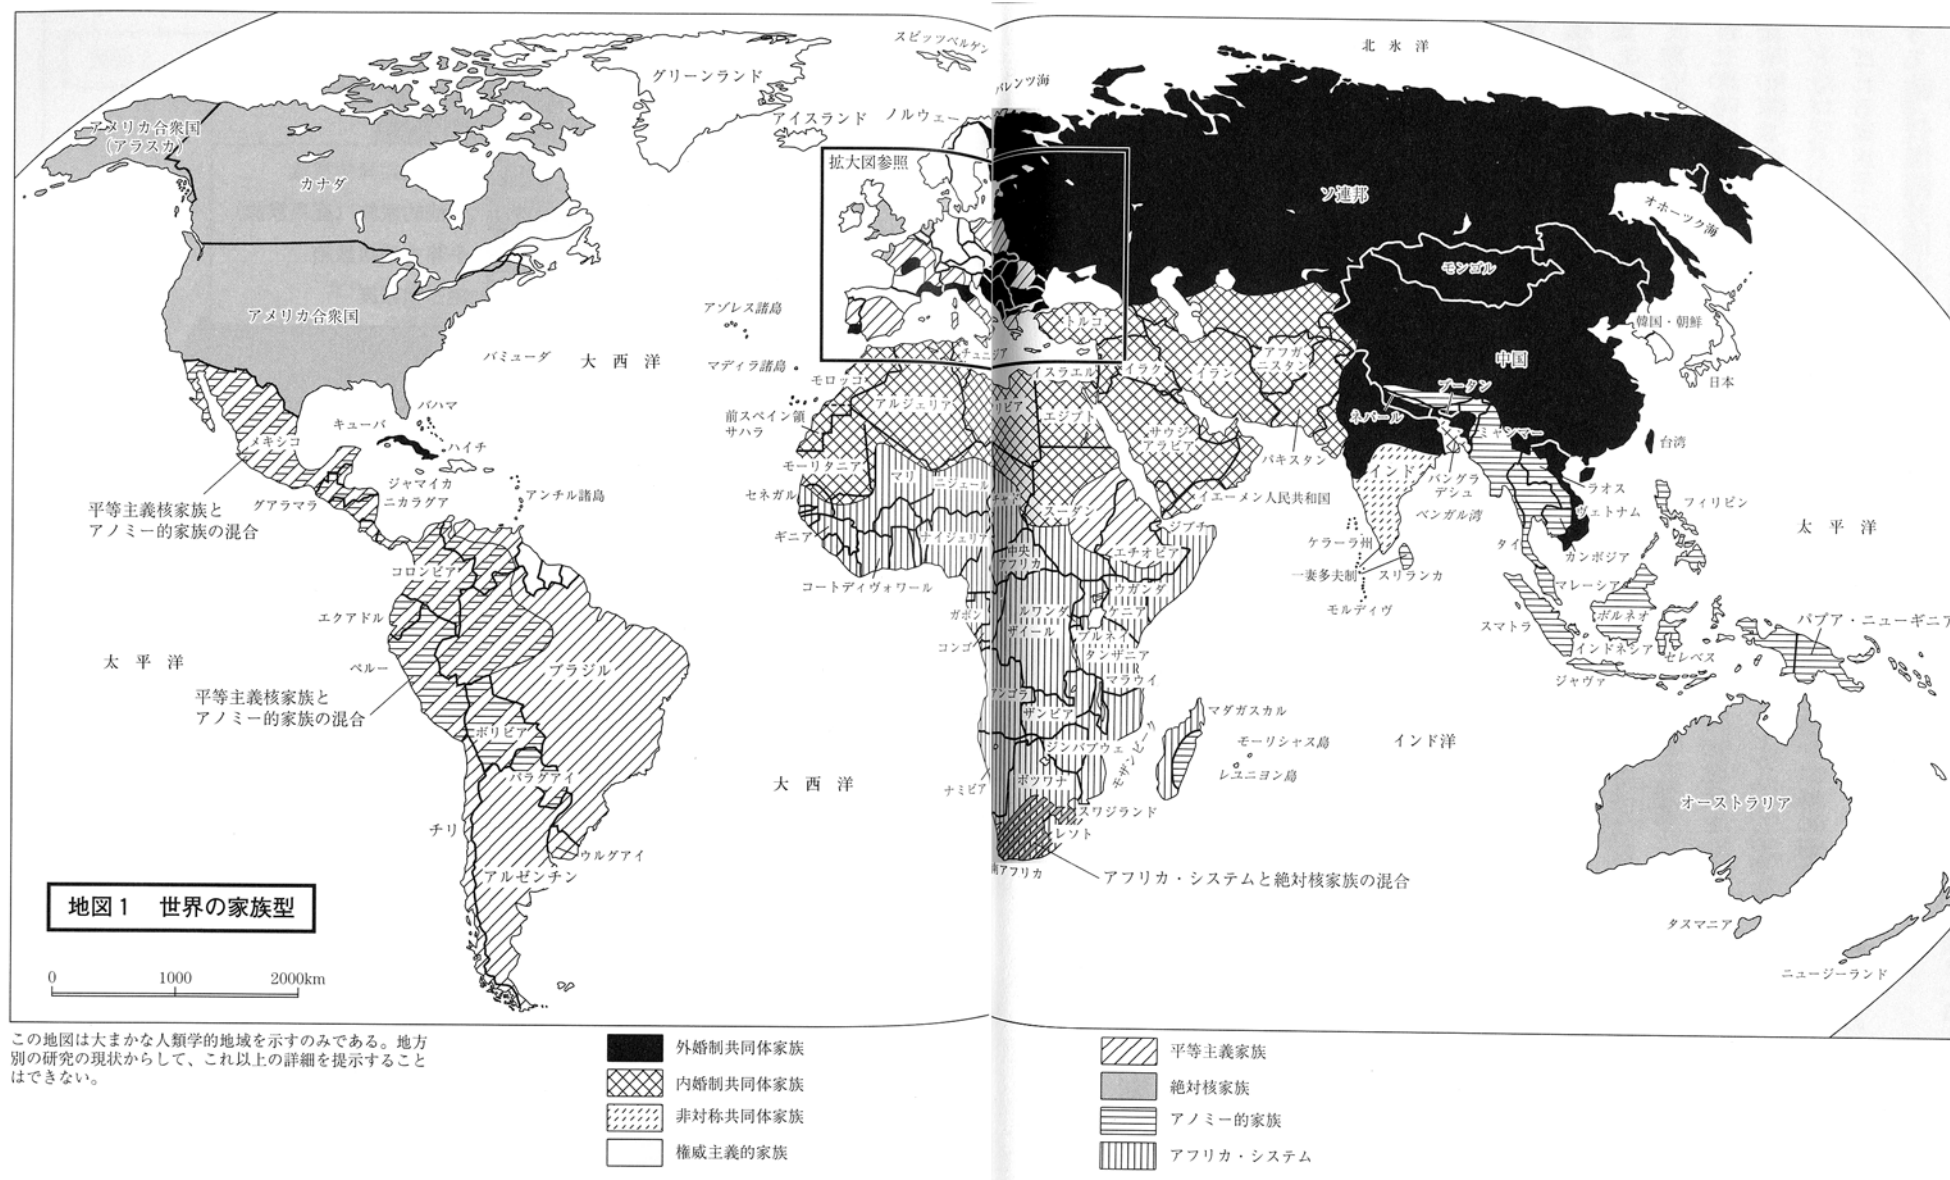 北氷洋
スピッツベルゲン
グリーンランド
バレンツ海
アイスランド
ノルウェー
アメリカ合衆国
(アラスカ)
拡大図参照
カナダ
ソ連邦
オホーツク海
モンゴル
アメリカ合衆国
アゾレス諸島
トルコ
韓国・朝鮮
バミューダ
大西洋
マディラ諸島
チュニジア
モロッコ
イスラエル
イラク
イラン
アフガ
ニスタン
中国
日本
ブータン
ネパール
バハマ
キューバ
前スペイン領
サハラ
アルジェリア
リビア
エジプト
サウジ
アラビア
ミャンマー
台湾
メキシコ
ハイチ
パキスタン
インド
ジャマイカ
モーリタニア
マリ
ニジェール
チャド
バングラ
デシュ
ラオス
グアラマラ
ニカラグア
アンチル諸島
セネガル
スーダン
イエーメン人民共和国
ベンガル湾
ヴェトナム
フィリピン
平等主義核家族と
アノミー的家族の混合
ギニア
ナイジェリア
ジブチ
太平洋
コートディヴォワール
中央
アフリカ
エチオピア
ケラーラ州
タイ
カンボジア
コロンビア
一妻多夫制
スリランカ
マレーシア
ウガンダ
モルディヴ
エクアドル
ガボン
ルワンダ
ケニア
ボルネオ
パプア・ニューギニア
スマトラ
コンゴ
ザイール
ブルネイ
タンザニア
インドネシア
セレベス
太平洋
ペルー
ブラジル
マラウイ
ジャヴァ
平等主義核家族と
アノミー的家族の混合
アンゴラ
ザンビア
マダガスカル
ボリビア
ジンバブウェ
モザンビーク
モーリシャス島
インド洋
パラグアイ
大西洋
ナミビア
ボツワナ
レユニヨン島
オーストラリア
スワジランド
チリ
レソト
ウルグアイ
アルゼンチン
南アフリカ
アフリカ・システムと絶対核家族の混合
地図1 世界の家族型
タスマニア
ニュージーランド
0 1000 2000km
この地図は大まかな人類学的地域を示すのみである。地方
別の研究の現状からして、これ以上の詳細を提示すること
はできない。
外婚制共同体家族
内婚制共同体家族
非対称共同体家族
権威主義的家族
平等主義家族
絶対核家族
アノミー的家族
アフリカ・システム